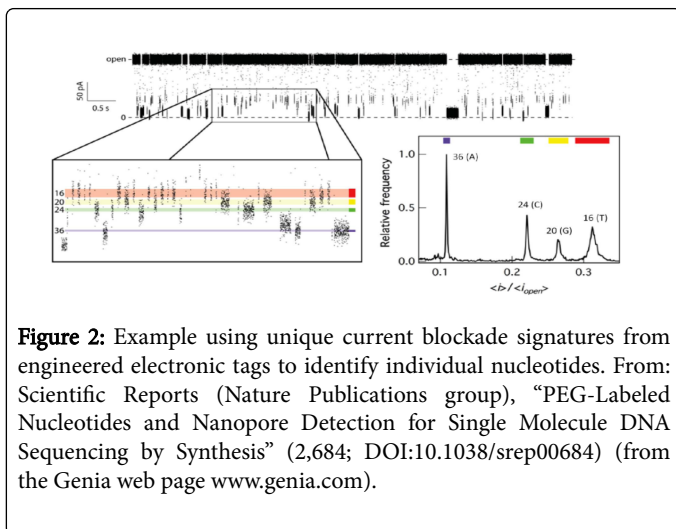 open
50 pA
0.5 s
0
16
20
24
36
Relative frequency
1.0
0.5
0.0
36 (A)
24 (C)
20 (G)
16 (T)
0.1 0.2 0.3
<i>/<i open>
Figure 2: Example using unique current blockade signatures from
engineered electronic tags to identify individual nucleotides. From:
Scientific Reports (Nature Publications group), “PEG-Labeled
Nucleotides and Nanopore Detection for Single Molecule DNA
Sequencing by Synthesis” (2,684; DOI:10.1038/srep00684) (from
the Genia web page www.genia.com).